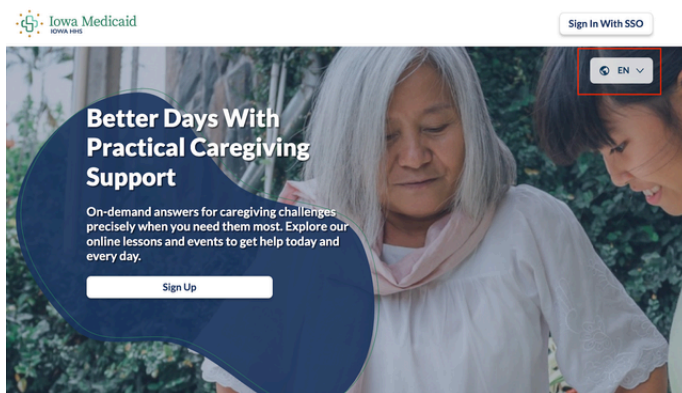 Iowa Medicaid
IOWA HHS
Sign In With SSO
EN
Better Days With
Practical Caregiving
Support
On-demand answers for caregiving challenges
precisely when you need them most. Explore our
online lessons and events to get help today and
every day.
Sign Up